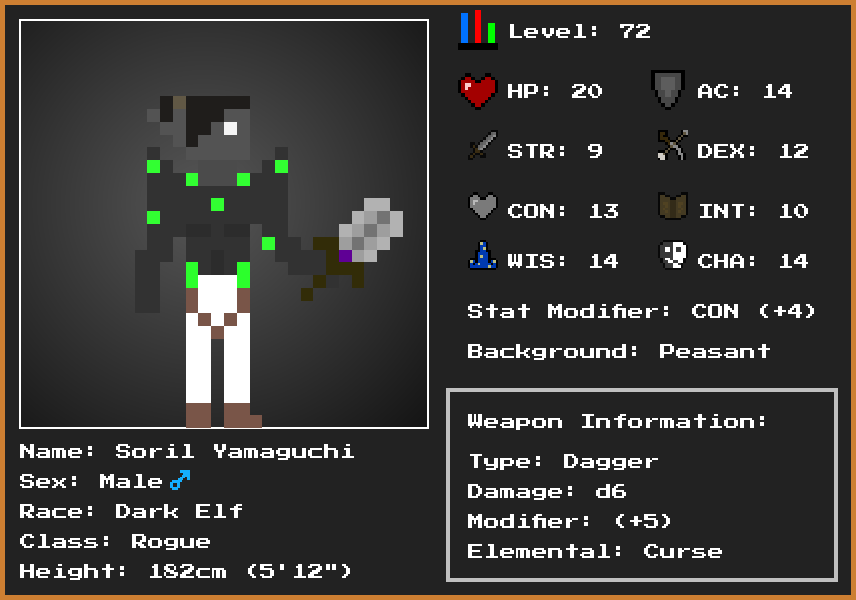 Level: 72
HP: 20
AC: 14
STR: 9
DEX: 12
CON: 13
INT: 10
WIS: 14
CHA: 14
Stat Modifier: CON (+4)
Background: Peasant
Weapon Information:
Type: Dagger
Damage: d6
Modifier: (+5)
Elemental: Curse
Name: Soril Yamaguchi
Sex: Male♂
Race: Dark Elf
Class: Rogue
Height: 182cm (5'12")